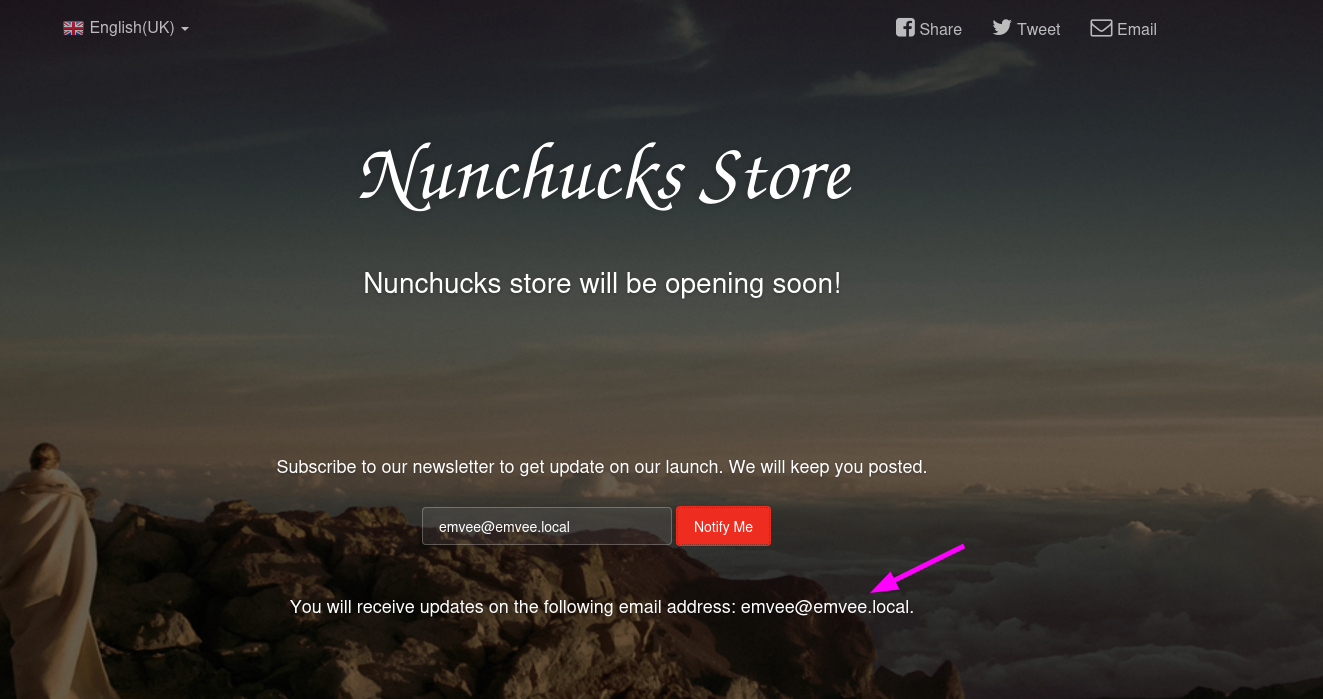 English(UK)
Share Tweet Email
Nunchucks Store
Nunchucks store will be opening soon!
Subscribe to our newsletter to get update on our launch. We will keep you posted.
emvee@emvee.local Notify Me
You will receive updates on the following email address: emvee@emvee.local.